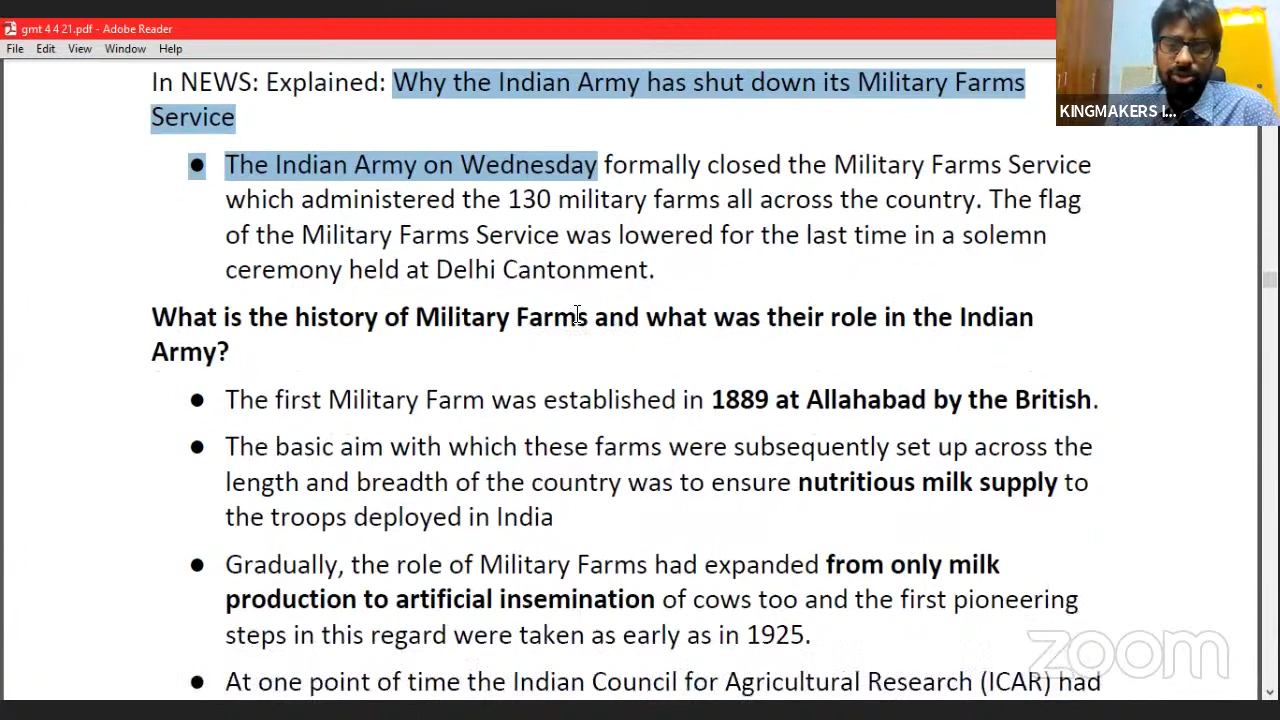 gmt 4 4 21.pdf - Adobe Reader
File Edit View Window Help
KINGMAKERS I...
In NEWS: Explained: Why the Indian Army has shut down its Military Farms
Service
● The Indian Army on Wednesday formally closed the Military Farms Service
which administered the 130 military farms all across the country. The flag
of the Military Farms Service was lowered for the last time in a solemn
ceremony held at Delhi Cantonment.
What is the history of Military Farms and what was their role in the Indian
Army?
● The first Military Farm was established in 1889 at Allahabad by the British.
● The basic aim with which these farms were subsequently set up across the
length and breadth of the country was to ensure nutritious milk supply to
the troops deployed in India
● Gradually, the role of Military Farms had expanded from only milk
production to artificial insemination of cows too and the first pioneering
steps in this regard were taken as early as in 1925.
● At one point of time the Indian Council for Agricultural Research (ICAR) had
zoom